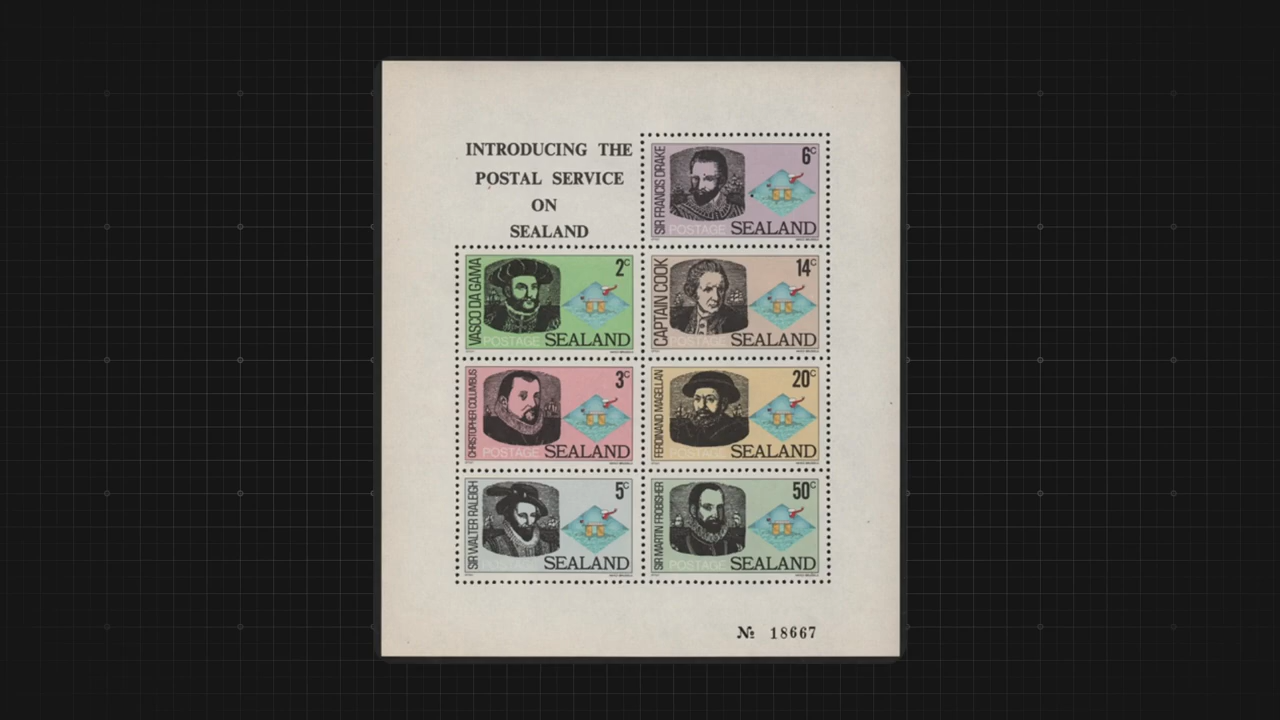 INTRODUCING THE
POSTAL SERVICE
ON
SEALAND
SIR FRANCIS DRAKE
6c
POSTAGE SEALAND
VASCO DA GAMA
2c
POSTAGE SEALAND
CAPTAIN COOK
14c
POSTAGE SEALAND
CHRISTOPHER COLUMBUS
3c
POSTAGE SEALAND
FERDINAND MAGELLAN
20c
POSTAGE SEALAND
SIR WALTER RALEIGH
5c
POSTAGE SEALAND
SIR MARTIN FROBISHER
50c
POSTAGE SEALAND
№ 18667